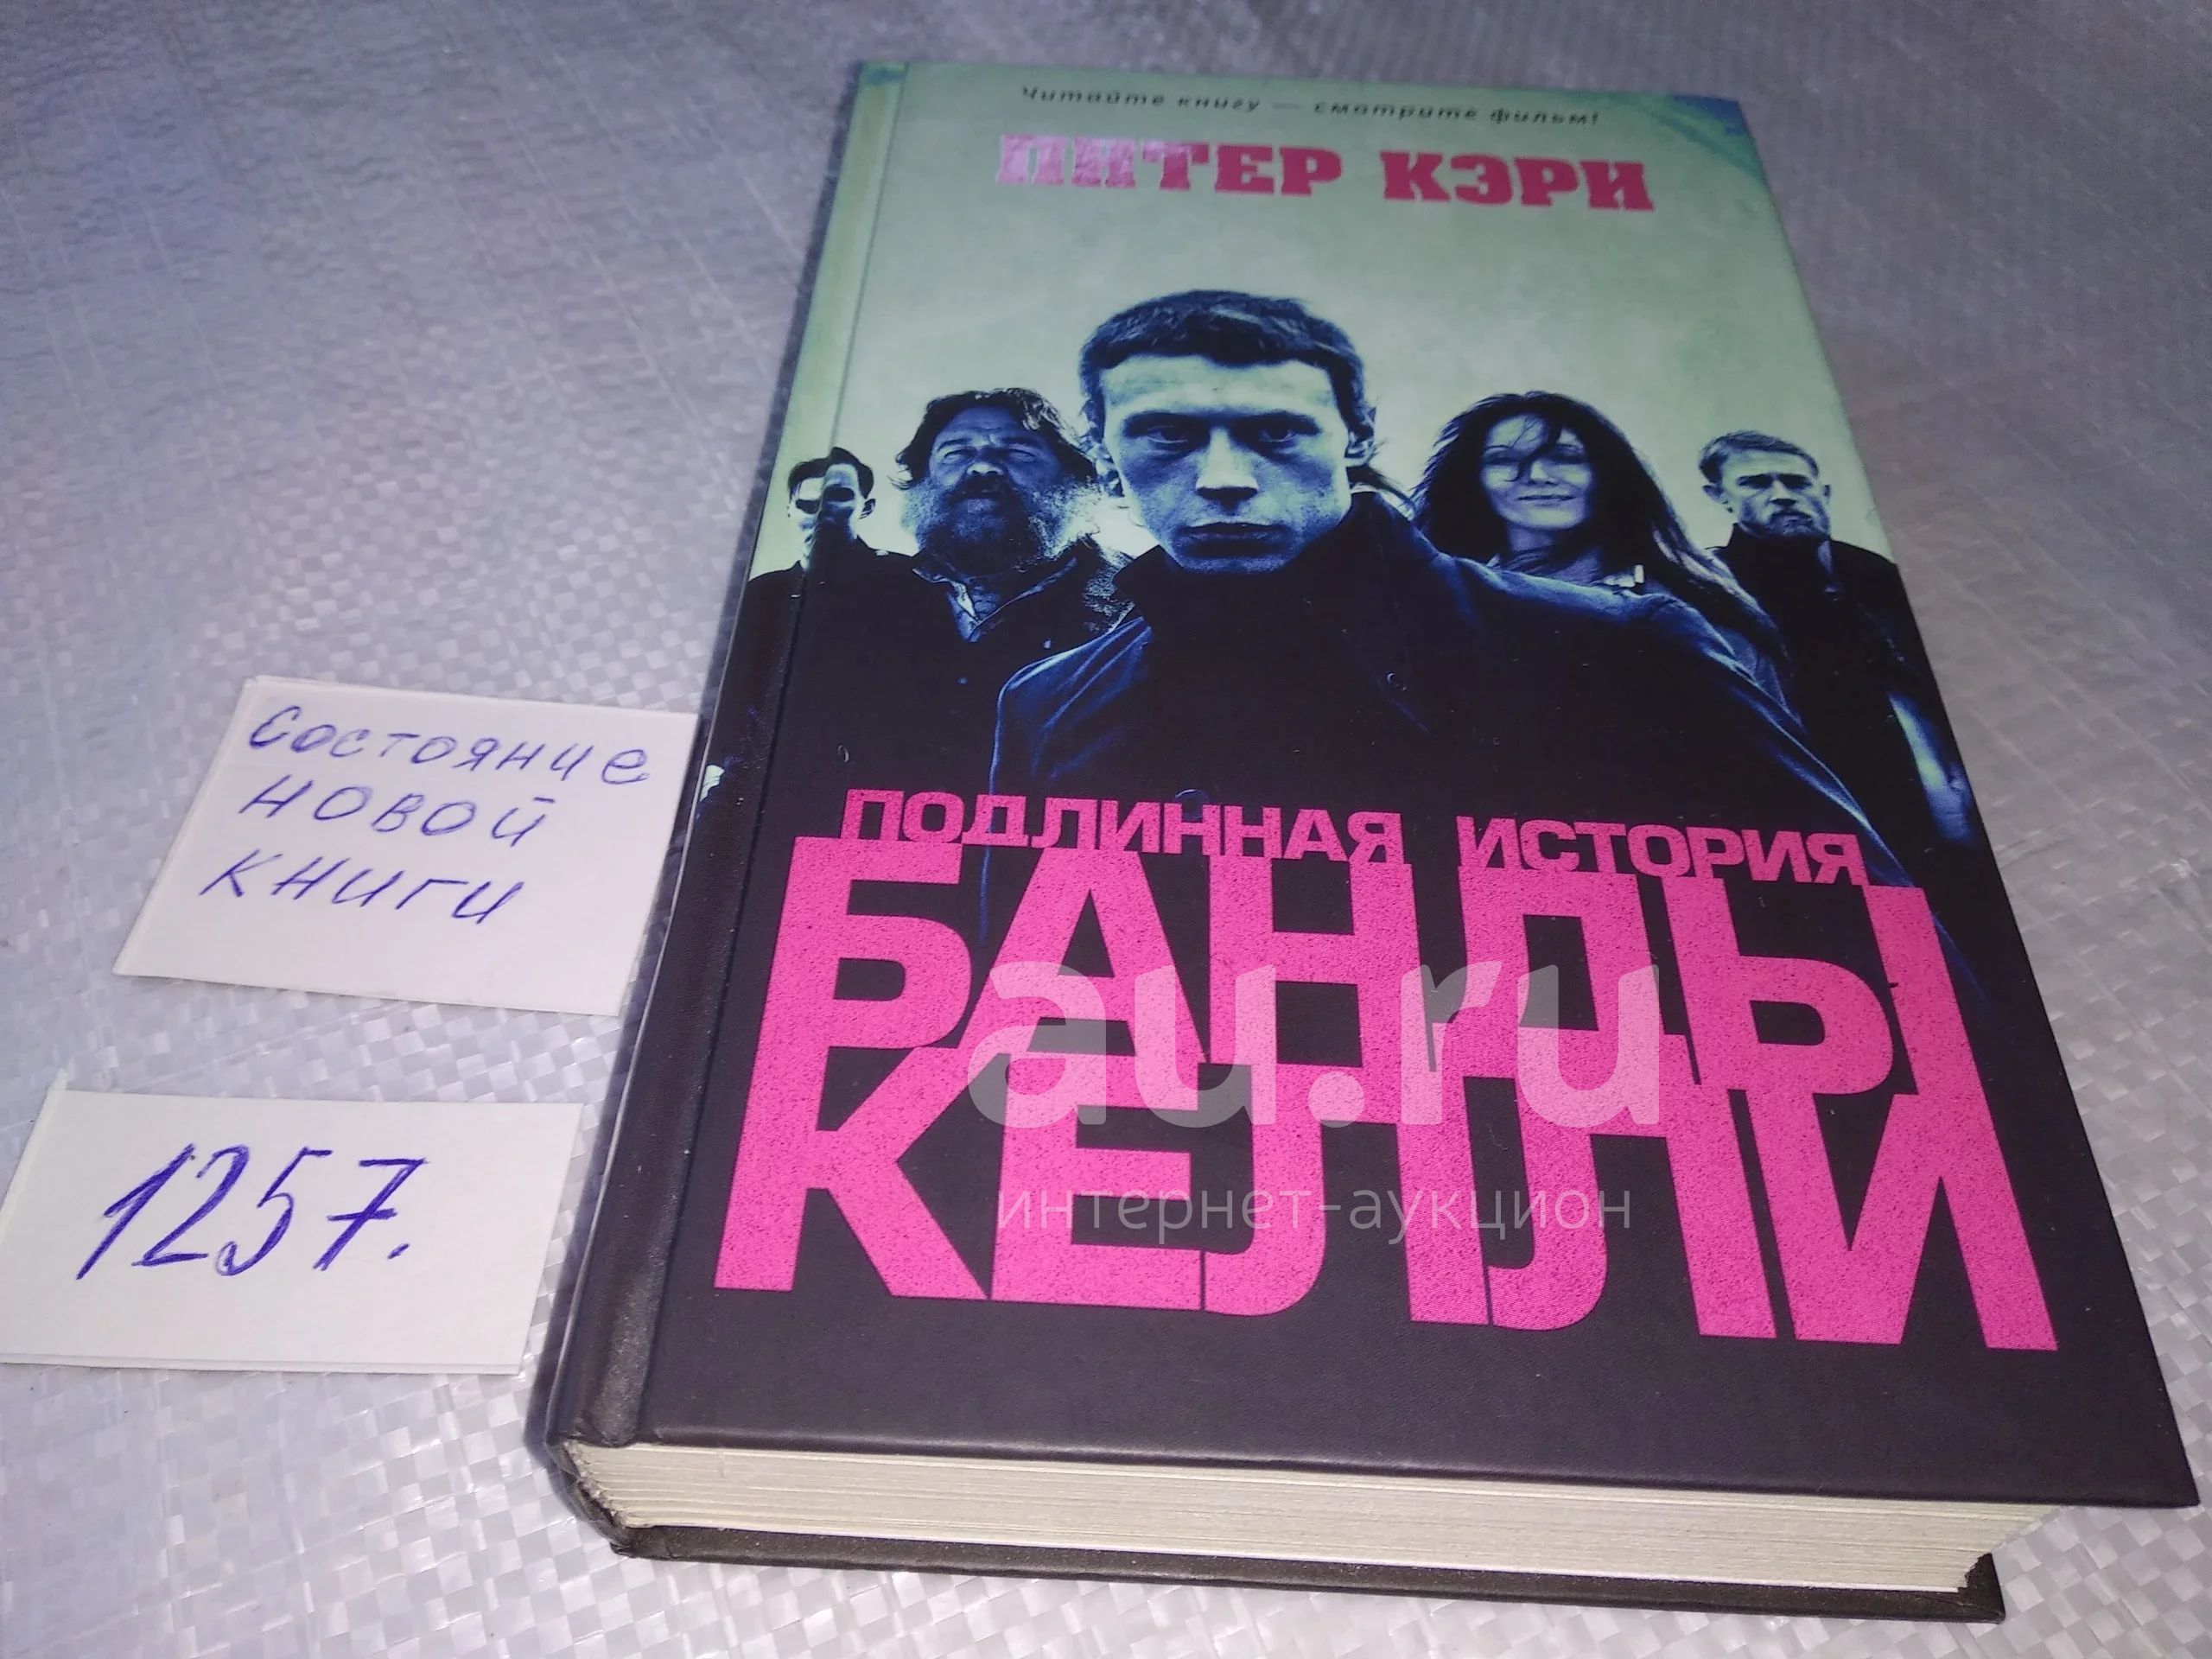 Читайте книгу — смотрите фильм!
ПИТЕР КЭРИ
ПОДЛИННАЯ ИСТОРИЯ
БАНДЫ
КЕЛЛИ
состояние
новой
книги
1257.
au.ru
интернет-аукцион